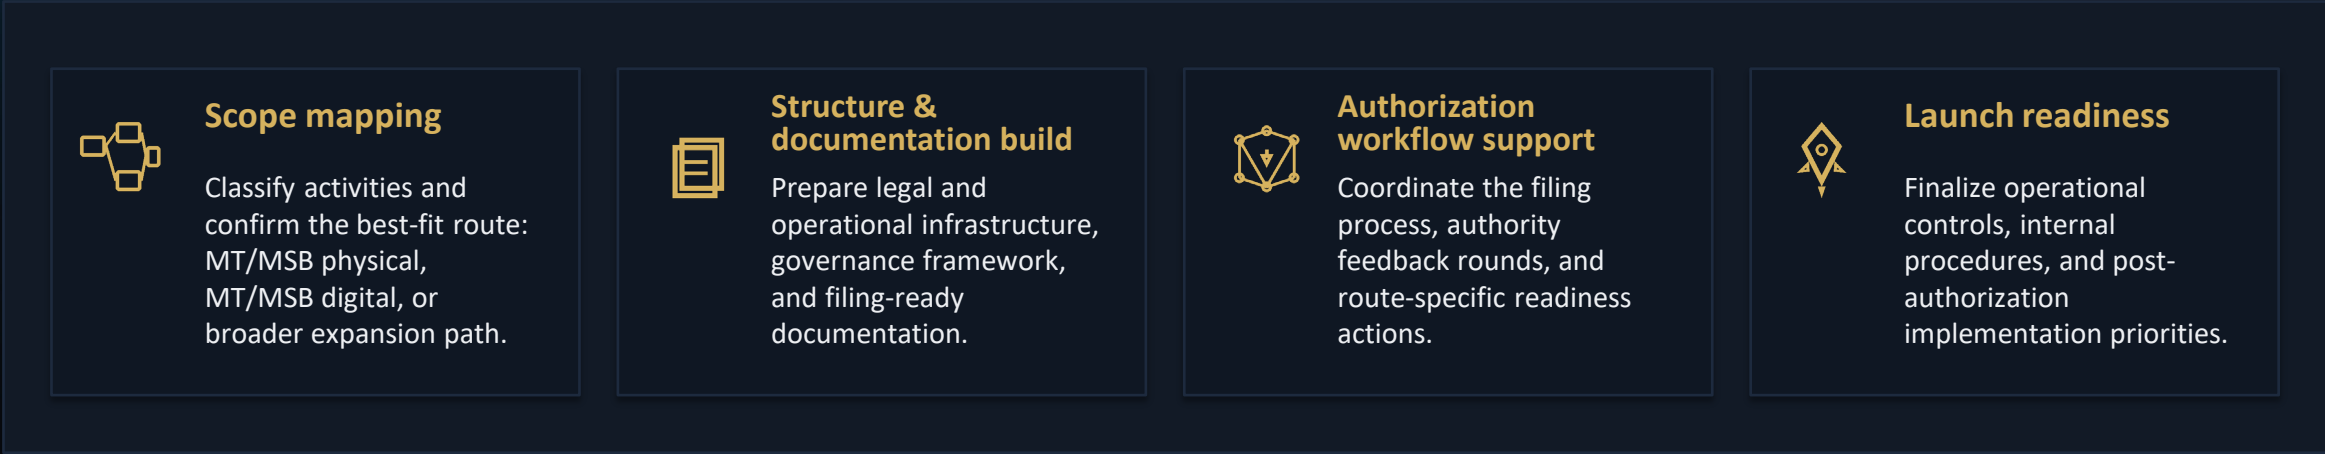 Scope mapping
Classify activities and
confirm the best-fit route:
MT/MSB physical,
MT/MSB digital, or
broader expansion path.
Structure &
documentation build
Prepare legal and
operational infrastructure,
governance framework,
and filing-ready
documentation.
Authorization
workflow support
Coordinate the filing
process, authority
feedback rounds, and
route-specific readiness
actions.
Launch readiness
Finalize operational
controls, internal
procedures, and post-
authorization
implementation priorities.